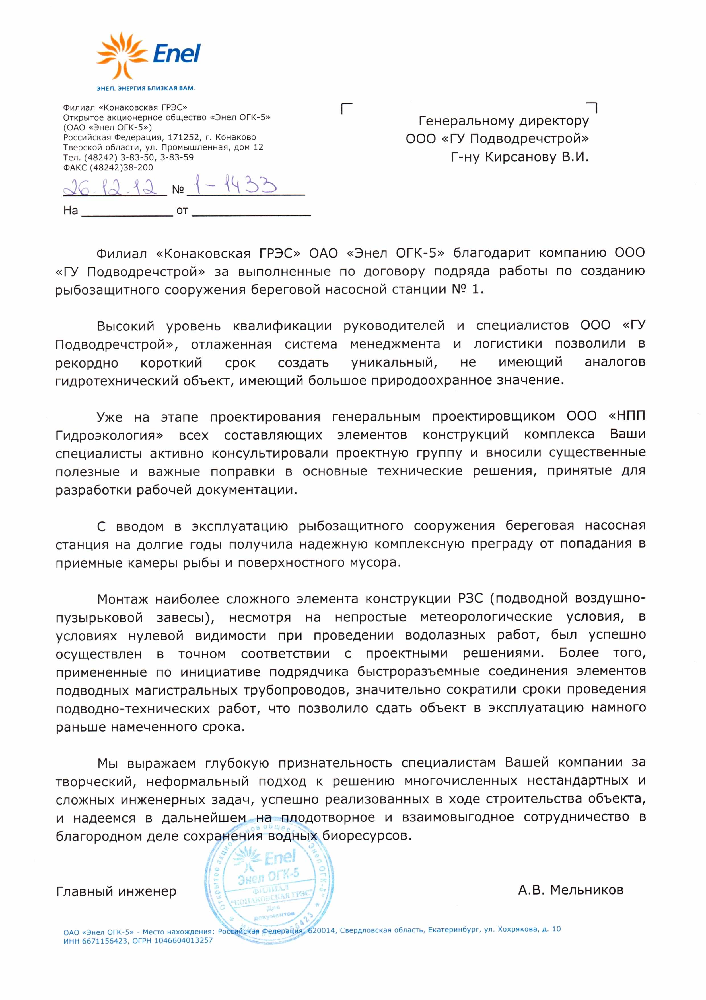 Enel
ЭНЕЛ. ЭНЕРГИЯ БЛИЗКАЯ ВАМ.
Филиал «Конаковская ГРЭС»
Открытое акционерное общество «Энел ОГК-5»
(ОАО «Энел ОГК-5»)
Российская Федерация, 171252, г. Конаково
Тверской области, ул. Промышленная, дом 12
Тел. (48242) 3-83-50, 3-83-59
ФАКС (48242)38-200
26.12.12 № 1-1433
На от
Генеральному директору
ООО «ГУ Подводречстрой»
Г-ну Кирсанову В.И.
Филиал «Конаковская ГРЭС» ОАО «Энел ОГК-5» благодарит компанию ООО
«ГУ Подводречстрой» за выполненные по договору подряда работы по созданию
рыбозащитного сооружения береговой насосной станции № 1.
Высокий уровень квалификации руководителей и специалистов ООО «ГУ
Подводречстрой», отлаженная система менеджмента и логистики позволили в
рекордно короткий срок создать уникальный, не имеющий аналогов
гидротехнический объект, имеющий большое природоохранное значение.
Уже на этапе проектирования генеральным проектировщиком ООО «НПП
Гидроэкология» всех составляющих элементов конструкций комплекса Ваши
специалисты активно консультировали проектную группу и вносили существенные
полезные и важные поправки в основные технические решения, принятые для
разработки рабочей документации.
С вводом в эксплуатацию рыбозащитного сооружения береговая насосная
станция на долгие годы получила надежную комплексную преграду от попадания в
приемные камеры рыбы и поверхностного мусора.
Монтаж наиболее сложного элемента конструкции РЗС (подводной воздушно-
пузырьковой завесы), несмотря на непростые метеорологические условия, в
условиях нулевой видимости при проведении водолазных работ, был успешно
осуществлен в точном соответствии с проектными решениями. Более того,
примененные по инициативе подрядчика быстроразъемные соединения элементов
подводных магистральных трубопроводов, значительно сократили сроки проведения
подводно-технических работ, что позволило сдать объект в эксплуатацию намного
раньше намеченного срока.
Мы выражаем глубокую признательность специалистам Вашей компании за
творческий, неформальный подход к решению многочисленных нестандартных и
сложных инженерных задач, успешно реализованных в ходе строительства объекта,
и надеемся в дальнейшем на плодотворное и взаимовыгодное сотрудничество в
благородном деле сохранения водных биоресурсов.
Открытое акционерное общество "Энел ОГК-5"
Enel
Энел ОГК-5
ФИЛИАЛ
"КОНАКОВСКАЯ ГРЭС"
Для
документов
Главный инженер
А.В. Мельников
ОАО «Энел ОГК-5» - Место нахождения: Российская Федерация, 620014, Свердловская область, Екатеринбург, ул. Хохрякова, д. 10
ИНН 6671156423, ОГРН 1046604013257